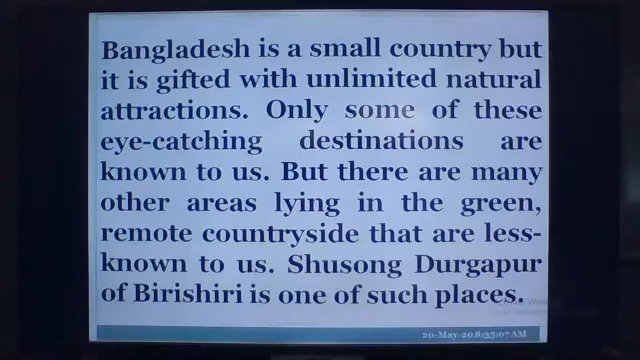 Bangladesh is a small country but
it is gifted with unlimited natural
attractions. Only some of these
eye-catching destinations are
known to us. But there are many
other areas lying in the green,
remote countryside that are less-
known to us. Shusong Durgapur
of Birishiri is one of such places.
20-May-20 8:35:07 AM